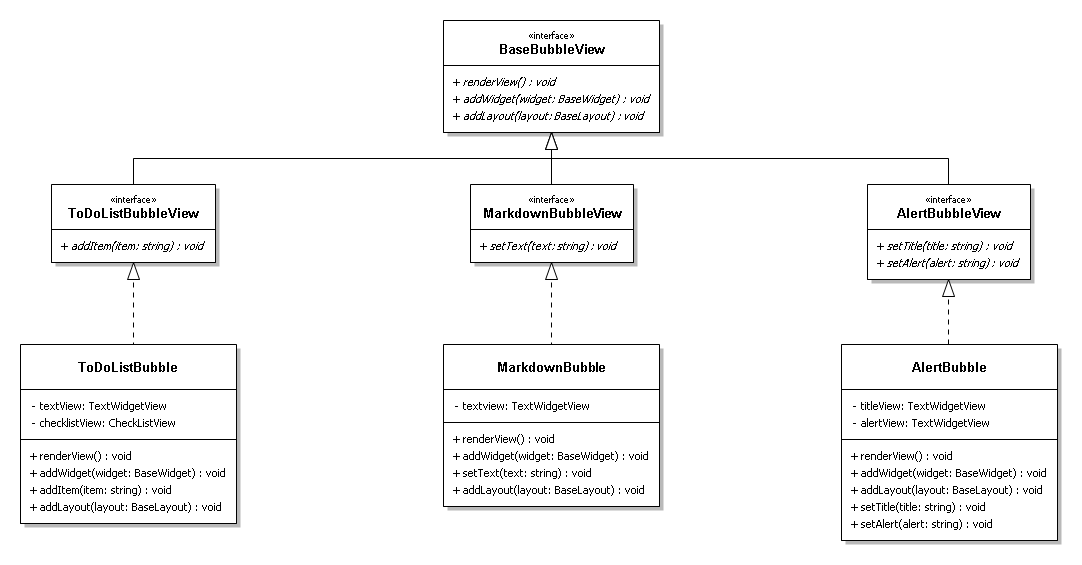 «interface»
BaseBubbleView
+ renderView() : void
+ addWidget(widget: BaseWidget) : void
+ addLayout(layout: BaseLayout) : void
«interface»
ToDoListBubbleView
+ addItem(item: string) : void
«interface»
MarkdownBubbleView
+ setText(text: string) : void
«interface»
AlertBubbleView
+ setTitle(title: string) : void
+ setAlert(alert: string) : void
ToDoListBubble
- textView: TextWidgetView
- checklistView: CheckListView
+ renderView() : void
+ addWidget(widget: BaseWidget) : void
+ addItem(item: string) : void
+ addLayout(layout: BaseLayout) : void
MarkdownBubble
- textview: TextWidgetView
+ renderView() : void
+ addWidget(widget: BaseWidget) : void
+ setText(text: string) : void
+ addLayout(layout: BaseLayout) : void
AlertBubble
- titleView: TextWidgetView
- alertView: TextWidgetView
+ renderView() : void
+ addWidget(widget: BaseWidget) : void
+ addLayout(layout: BaseLayout) : void
+ setTitle(title: string) : void
+ setAlert(alert: string) : void